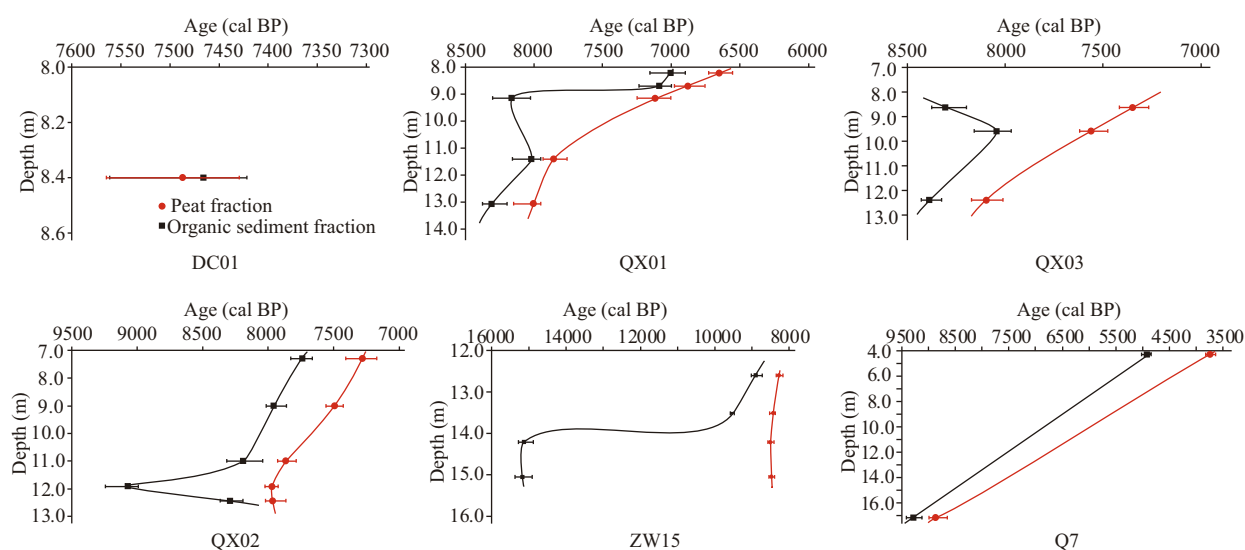 Age (cal BP)
7600 7550 7500 7450 7400 7350 7300
8.0
8.2
8.4
8.6
Depth (m)
Peat fraction
Organic sediment fraction
DC01
Age (cal BP)
8500 8000 7500 7000 6500 6000
8.0
9.0
10.0
11.0
12.0
13.0
14.0
Depth (m)
QX01
Age (cal BP)
8500 8000 7500 7000
7.0
8.0
9.0
10.0
11.0
12.0
13.0
Depth (m)
QX03
Age (cal BP)
9500 9000 8500 8000 7500 7000
7.0
8.0
9.0
10.0
11.0
12.0
13.0
Depth (m)
QX02
Age (cal BP)
16000 14000 12000 10000 8000
12.0
13.0
14.0
15.0
16.0
Depth (m)
ZW15
Age (cal BP)
9500 8500 7500 6500 5500 4500 3500
4.0
6.0
8.0
10.0
12.0
14.0
16.0
Depth (m)
Q7